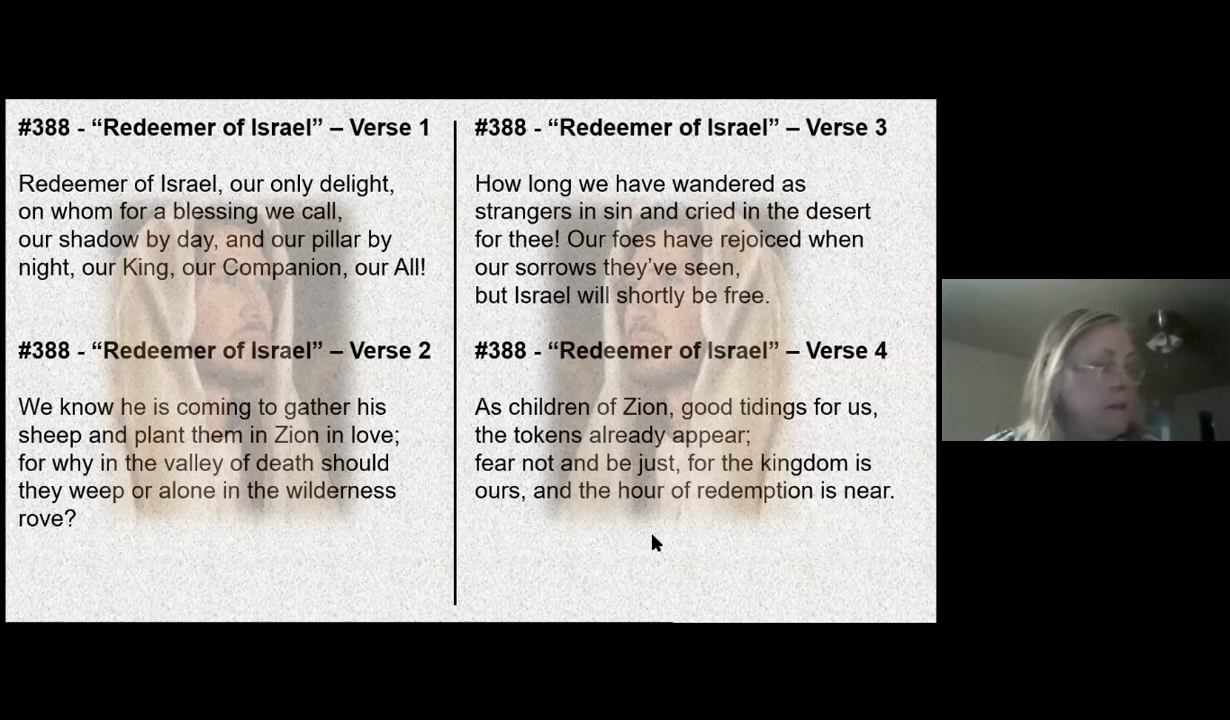 #388 - “Redeemer of Israel” – Verse 1
Redeemer of Israel, our only delight,
on whom for a blessing we call,
our shadow by day, and our pillar by
night, our King, our Companion, our All!
#388 - “Redeemer of Israel” – Verse 2
We know he is coming to gather his
sheep and plant them in Zion in love;
for why in the valley of death should
they weep or alone in the wilderness
rove?
#388 - “Redeemer of Israel” – Verse 3
How long we have wandered as
strangers in sin and cried in the desert
for thee! Our foes have rejoiced when
our sorrows they’ve seen,
but Israel will shortly be free.
#388 - “Redeemer of Israel” – Verse 4
As children of Zion, good tidings for us,
the tokens already appear;
fear not and be just, for the kingdom is
ours, and the hour of redemption is near.